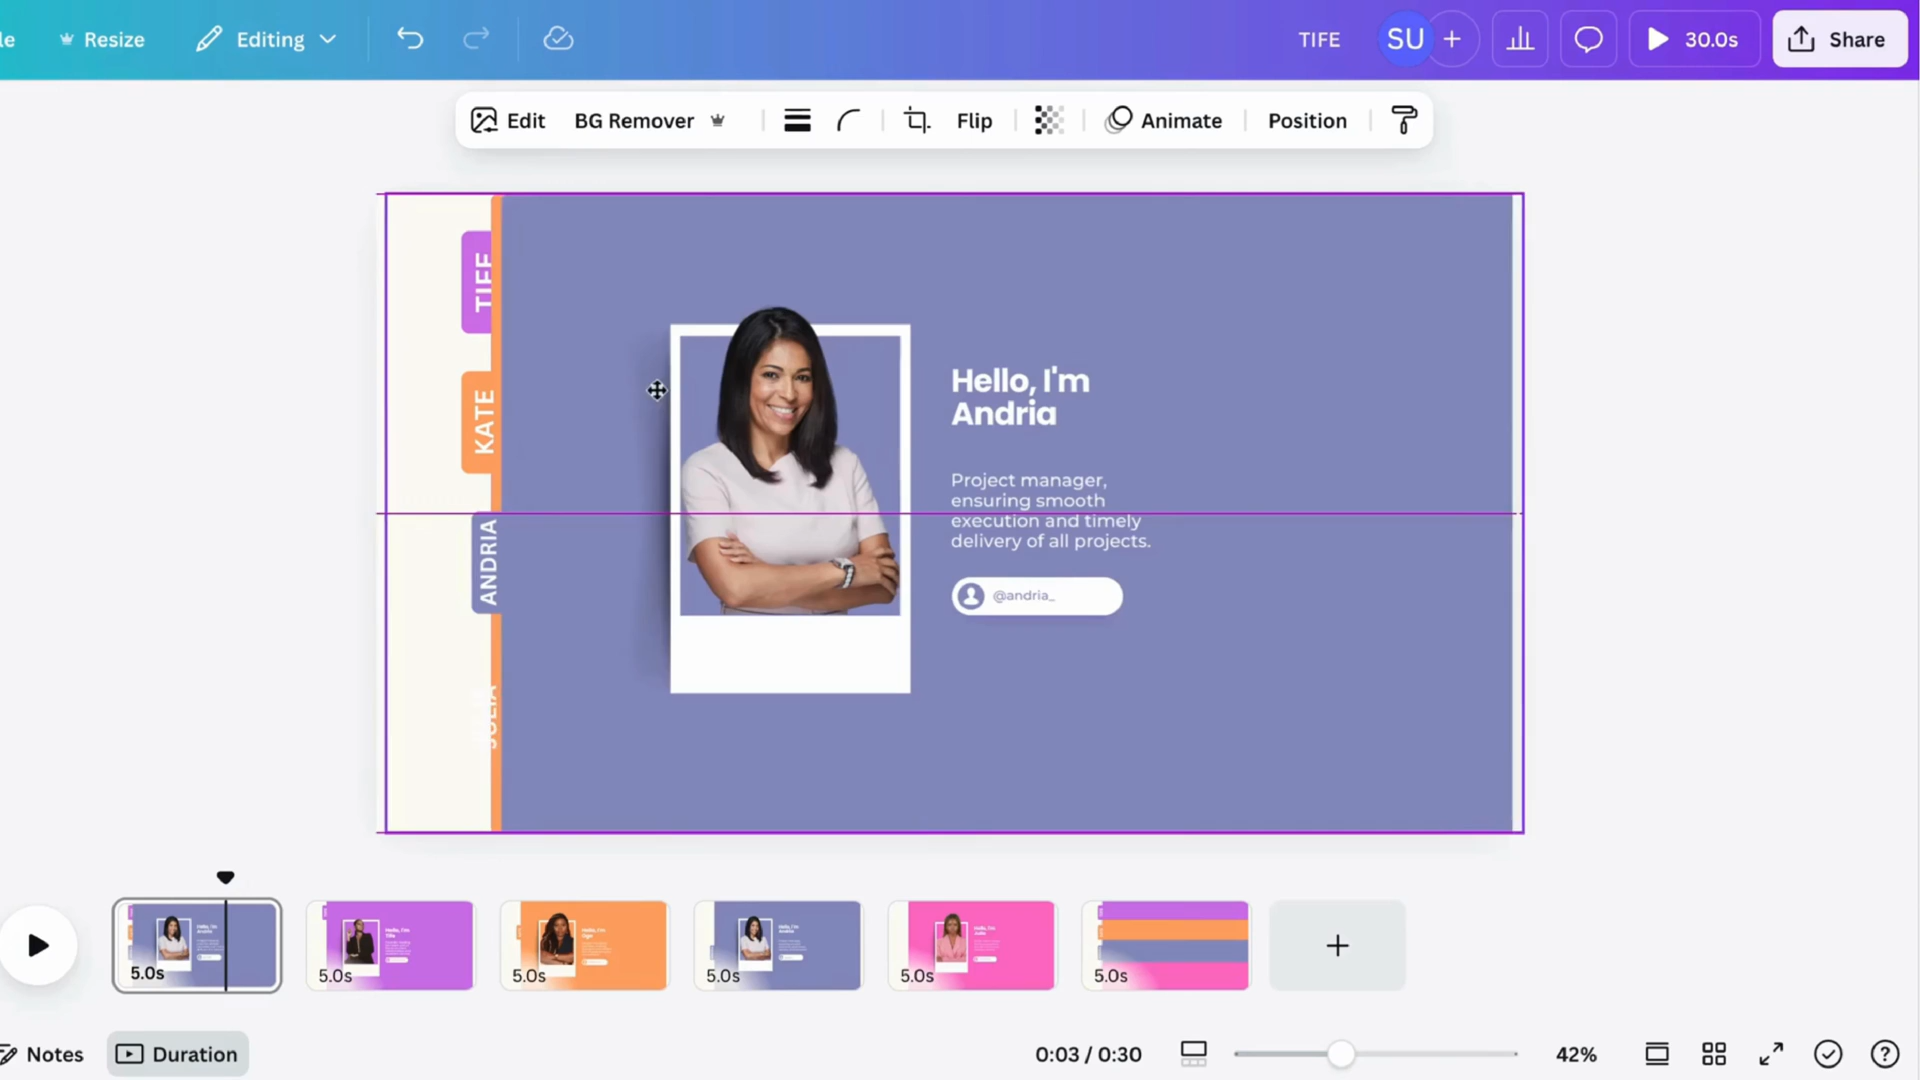 le
Resize
Editing
TIFE
SU
30.0s
Share
Edit
BG Remover
Flip
Animate
Position
TIFE
KATE
ANDRIA
JULIA
Hello, I'm
Andria
Project manager,
ensuring smooth
execution and timely
delivery of all projects.
@andria_
5.0s
5.0s
5.0s
5.0s
5.0s
5.0s
Notes
Duration
0:03 / 0:30
42%